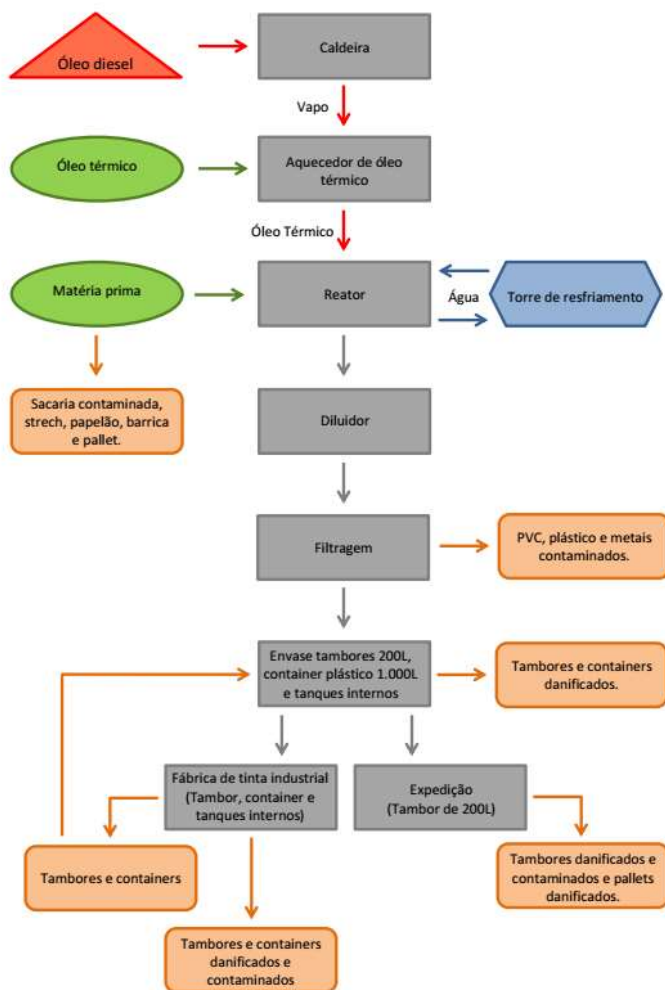 Óleo diesel
Caldeira
Vapo
Óleo térmico
Aquecedor de óleo
térmico
Óleo Térmico
Matéria prima
Reator
Água
Torre de resfriamento
Sacaria contaminada,
strech, papelão, barrica
e pallet.
Diluidor
Filtragem
PVC, plástico e metais
contaminados.
Envase tambores 200L,
container plástico 1.000L
e tanques internos
Tambores e containers
danificados.
Fábrica de tinta industrial
(Tambor, container e
tanques internos)
Expedição
(Tambor de 200L)
Tambores e containers
Tambores danificados e
contaminados e pallets
danificados.
Tambores e containers
danificados e
contaminados